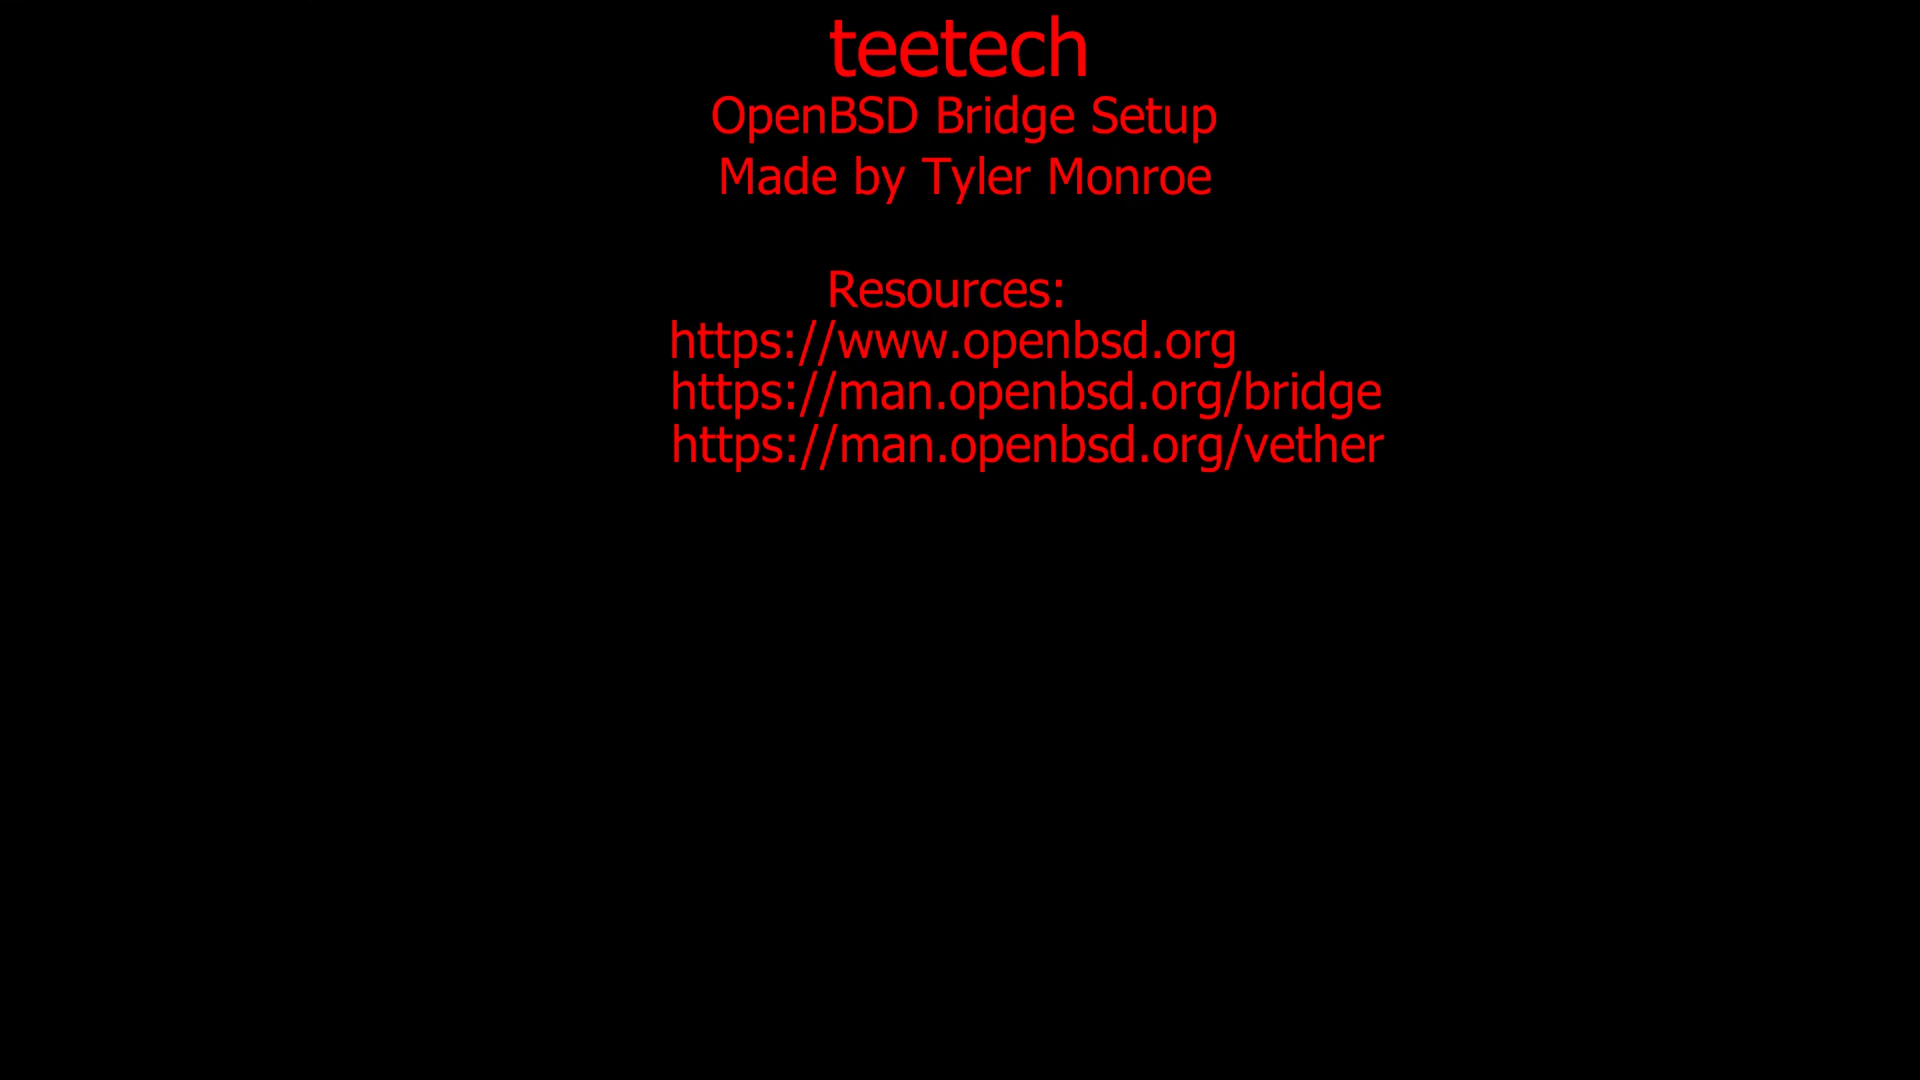 teetech
OpenBSD Bridge Setup
Made by Tyler Monroe
Resources:
https://www.openbsd.org
https://man.openbsd.org/bridge
https://man.openbsd.org/vether